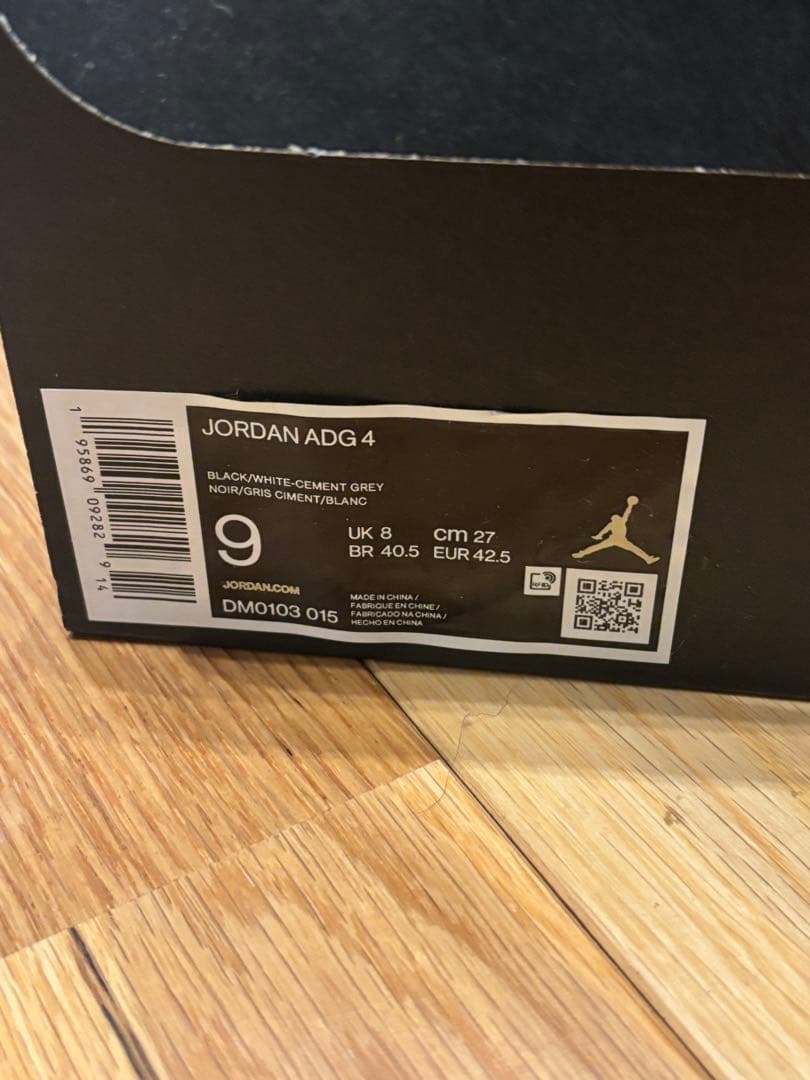 JORDAN ADG 4
BLACK/WHITE-CEMENT GREY
NOIR/GRIS CIMENT/BLANC
9
UK 8 cm 27
BR 40.5 EUR 42.5
JORDAN.COM
DM0103 015
MADE IN CHINA /
FABRIQUE EN CHINE /
FABRICADO NA CHINA /
HECHO EN CHINA
RFID
1 95869 09282 9 14